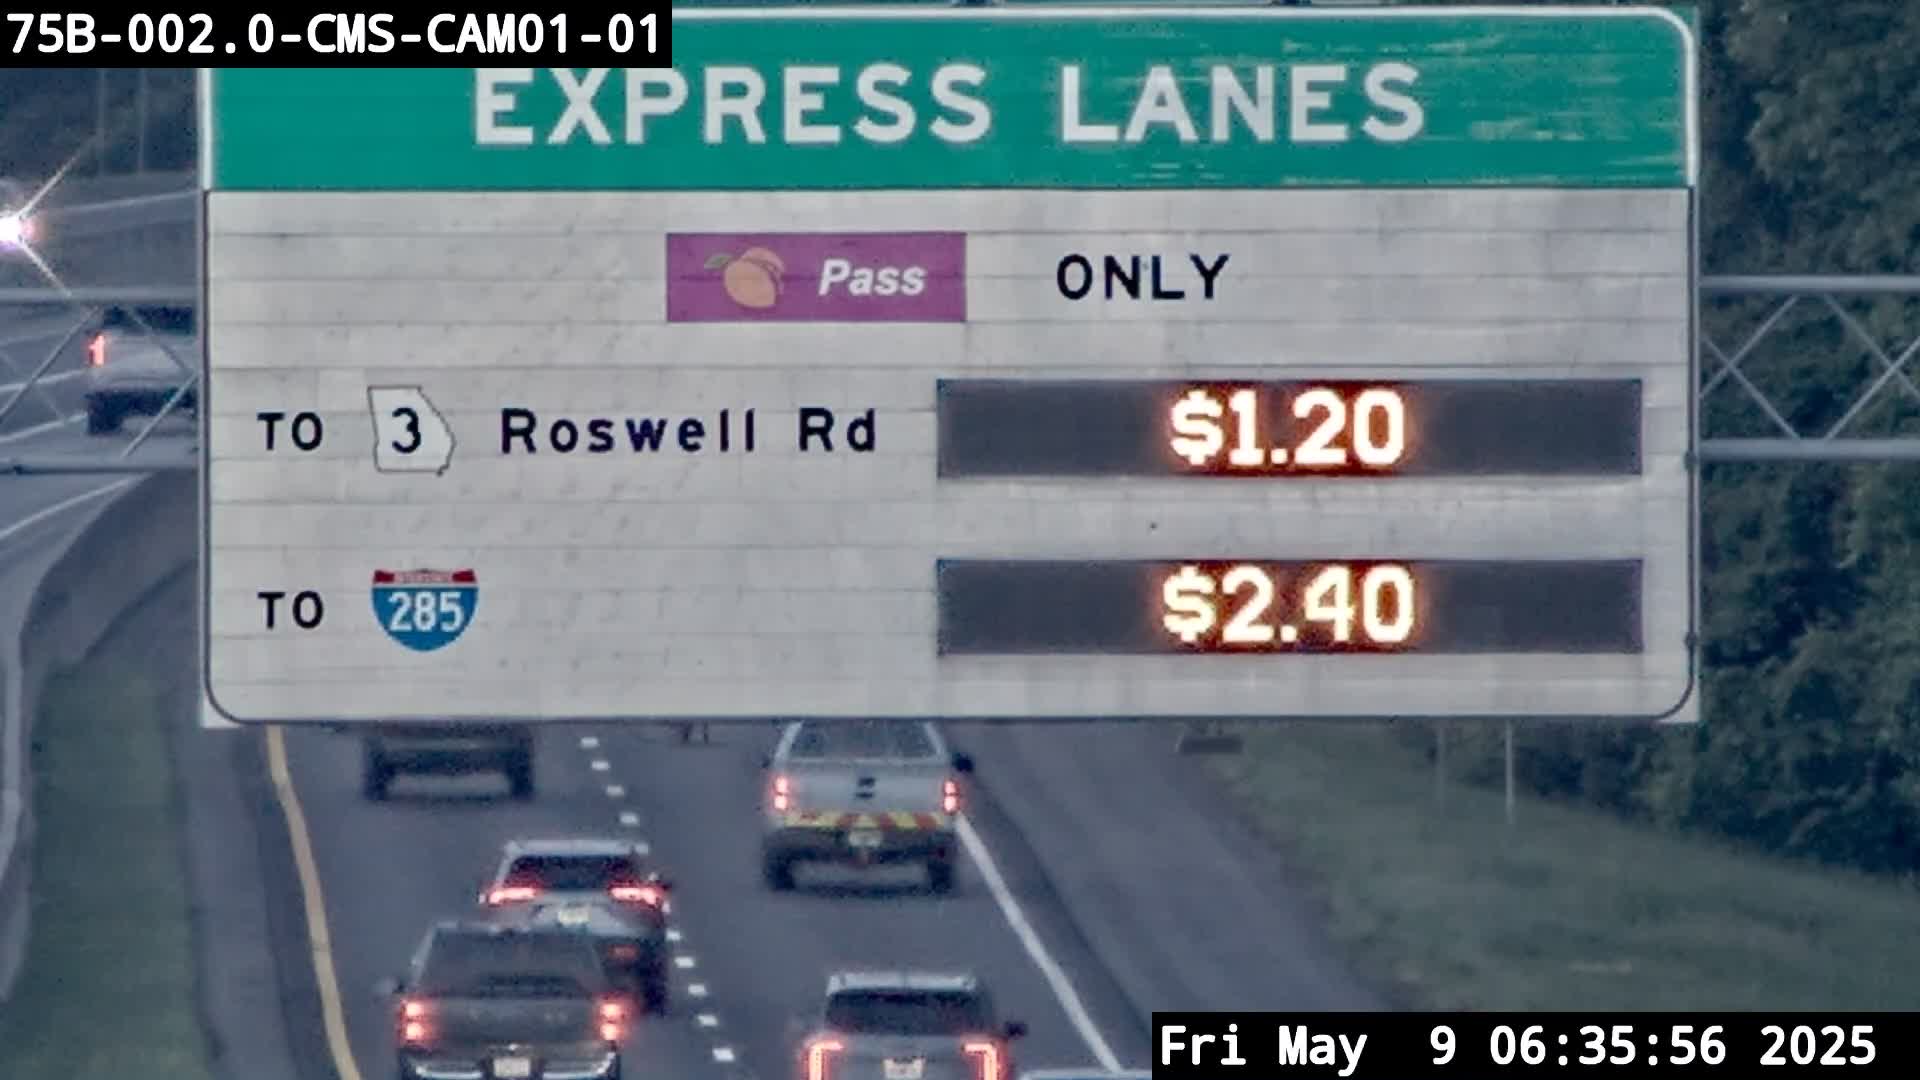 75B-002.0-CMS-CAM01-01
EXPRESS LANES
Pass ONLY
TO 3 Roswell Rd $1.20
TO 285 $2.40
Fri May 9 06:35:56 2025